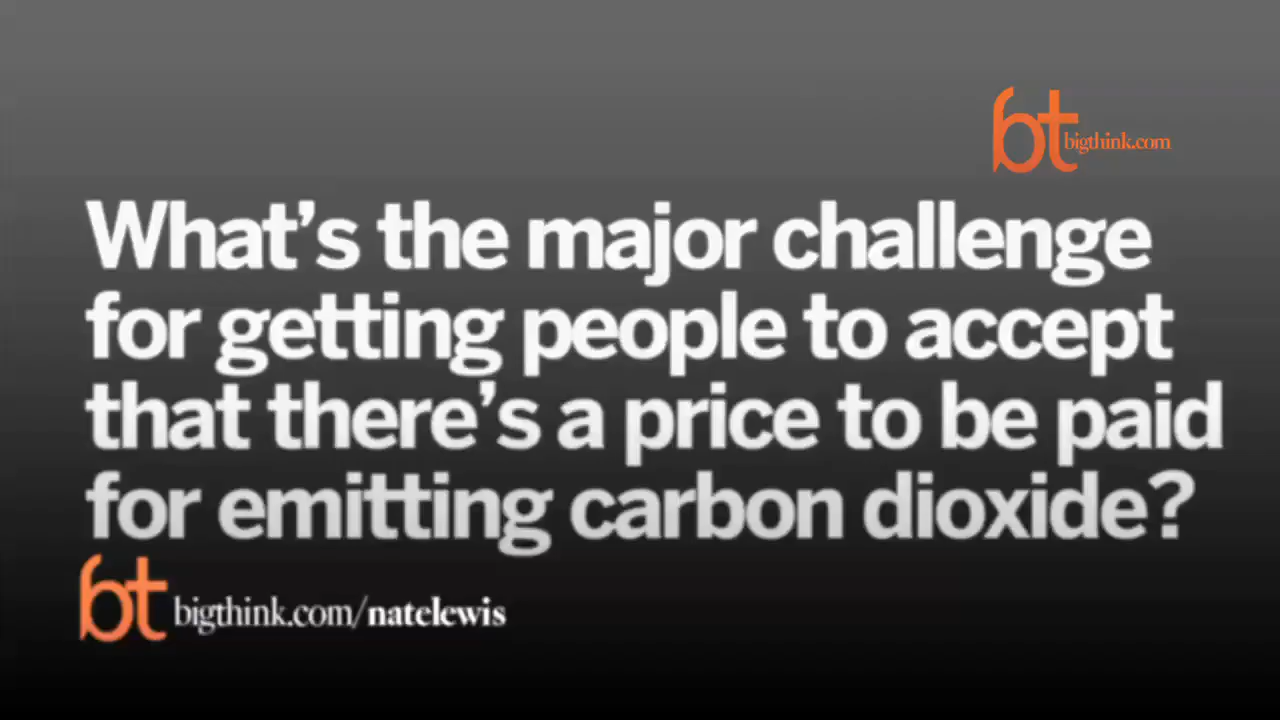 bt bigthink.com
What's the major challenge
for getting people to accept
that there's a price to be paid
for emitting carbon dioxide?
bt bigthink.com/natelewis